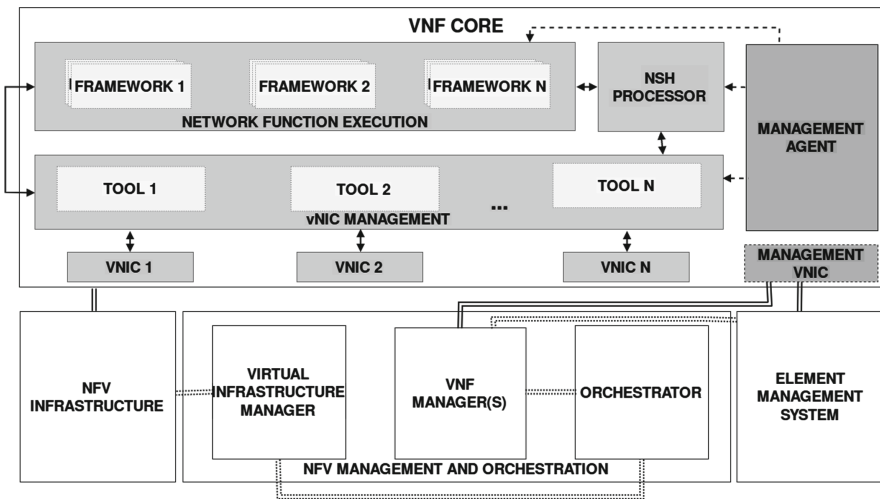 VNF CORE
FRAMEWORK 1
FRAMEWORK 2
FRAMEWORK N
NETWORK FUNCTION EXECUTION
NSH
PROCESSOR
MANAGEMENT
AGENT
TOOL 1
TOOL 2
...
TOOL N
vNIC MANAGEMENT
VNIC 1
VNIC 2
VNIC N
MANAGEMENT
VNIC
NFV
INFRASTRUCTURE
VIRTUAL
INFRASTRUCTURE
MANAGER
VNF
MANAGER(S)
ORCHESTRATOR
NFV MANAGEMENT AND ORCHESTRATION
ELEMENT
MANAGEMENT
SYSTEM